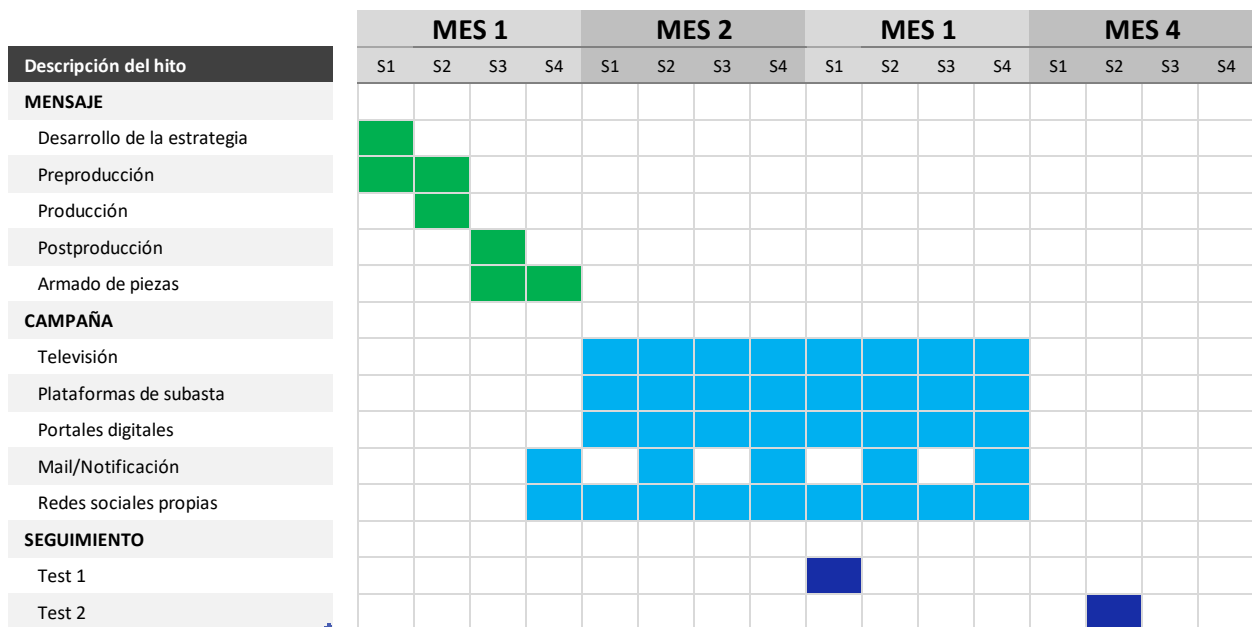 MES 1 MES 2 MES 1 MES 4
Descripción del hito S1 S2 S3 S4 S1 S2 S3 S4 S1 S2 S3 S4 S1 S2 S3 S4
MENSAJE
Desarrollo de la estrategia
Preproducción
Producción
Postproducción
Armado de piezas
CAMPAÑA
Televisión
Plataformas de subasta
Portales digitales
Mail/Notificación
Redes sociales propias
SEGUIMIENTO
Test 1
Test 2